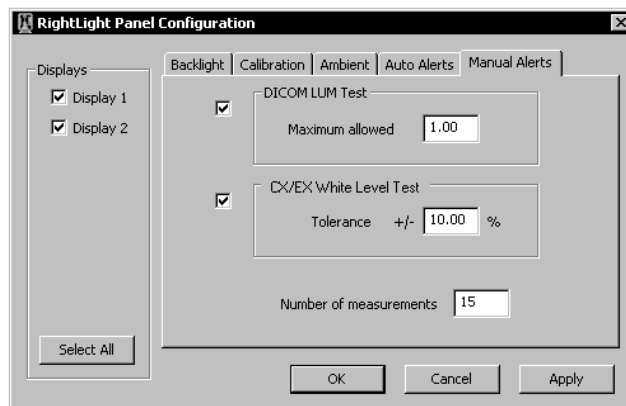 RightLight Panel Configuration
Displays
Display 1
Display 2
Select All
Backlight Calibration Ambient Auto Alerts Manual Alerts
DICOM LUM Test
Maximum allowed 1.00
CX/EX White Level Test
Tolerance +/- 10.00 %
Number of measurements 15
OK Cancel Apply